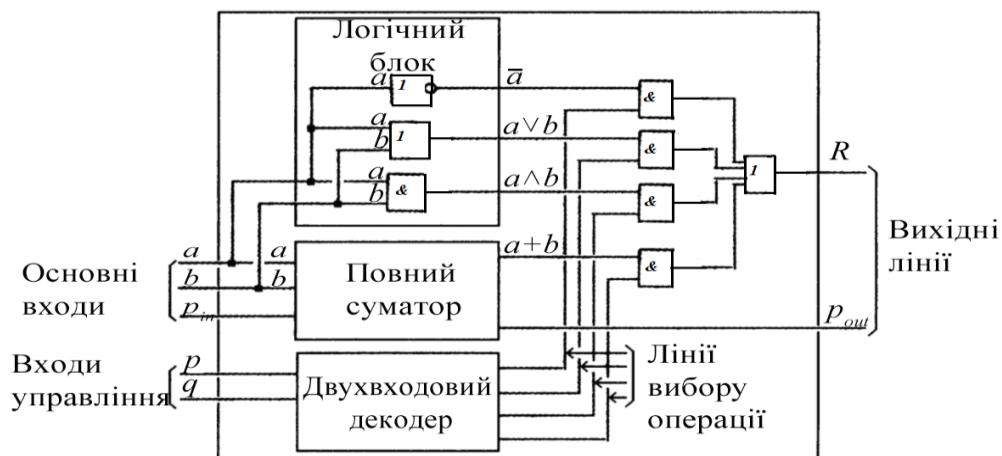 Логічний
блок
a
1
a̅
&
a
b
1
a∨b
&
R
a
b
&
a∧b
&
1
Вихідні
лінії
Основні
входи
a
b
p_in
a
b
Повний
суматор
a+b
&
p_out
Входи
управління
p
q
Двухвходовий
декодер
Лінії
вибору
операції